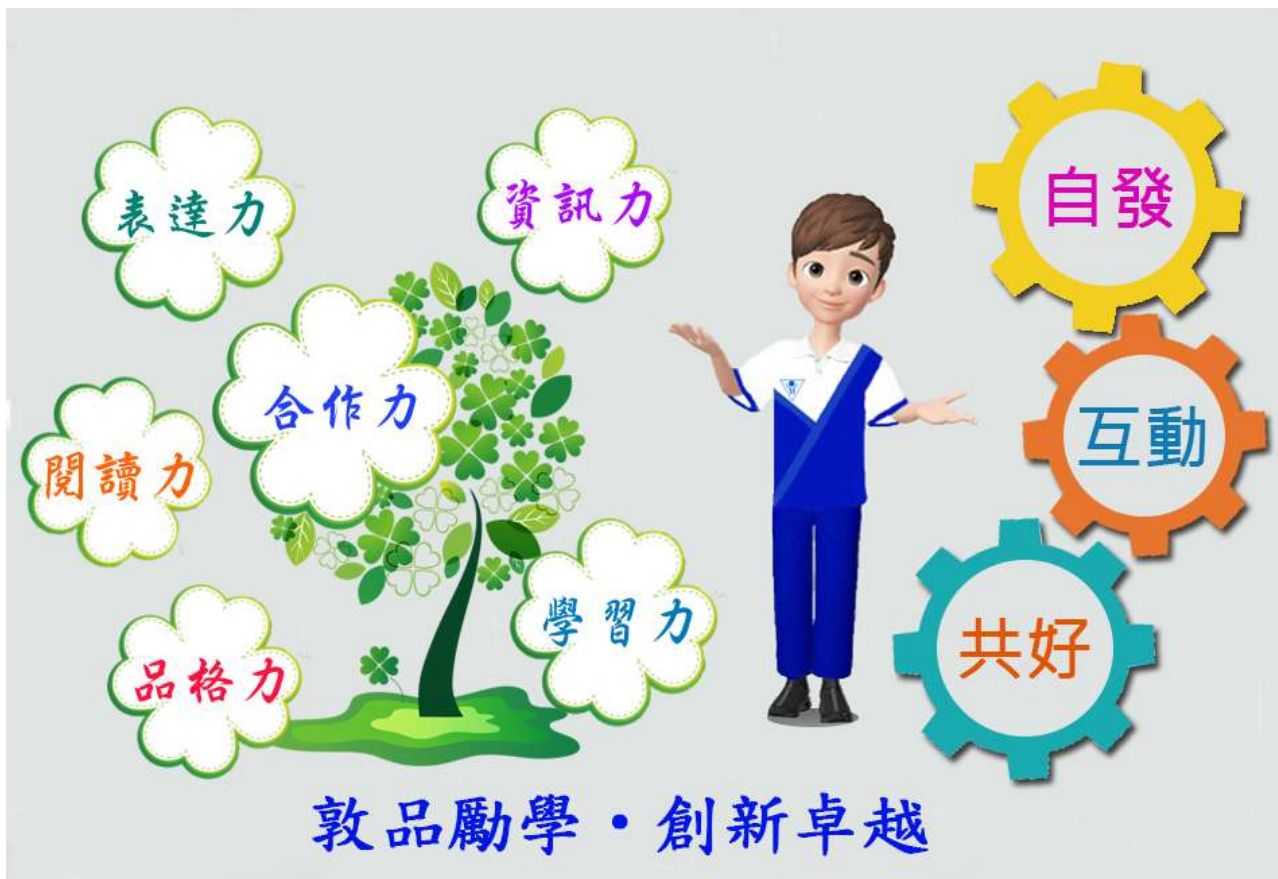 表達力
資訊力
合作力
閱讀力
學習力
品格力
自發
互動
共好
敦品勵學・創新卓越